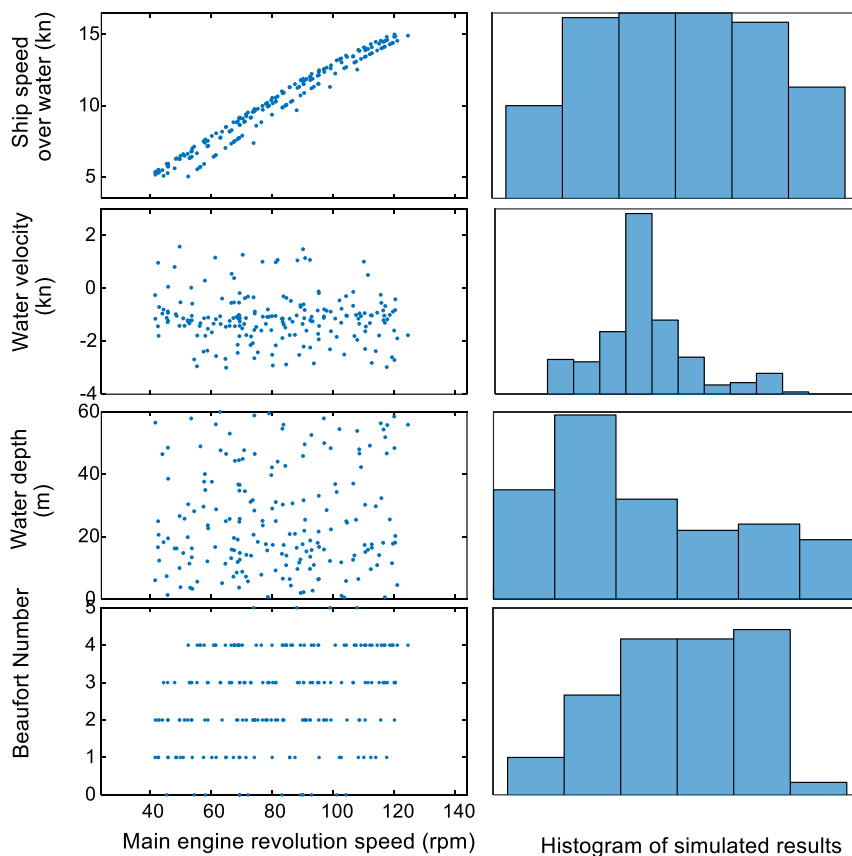 Ship speed
over water (kn)
15
10
5
Water velocity
(kn)
2
0
-2
-4
Water depth
(m)
60
40
20
0
Beaufort Number
5
4
3
2
1
0
40 60 80 100 120 140
Main engine revolution speed (rpm)
Histogram of simulated results